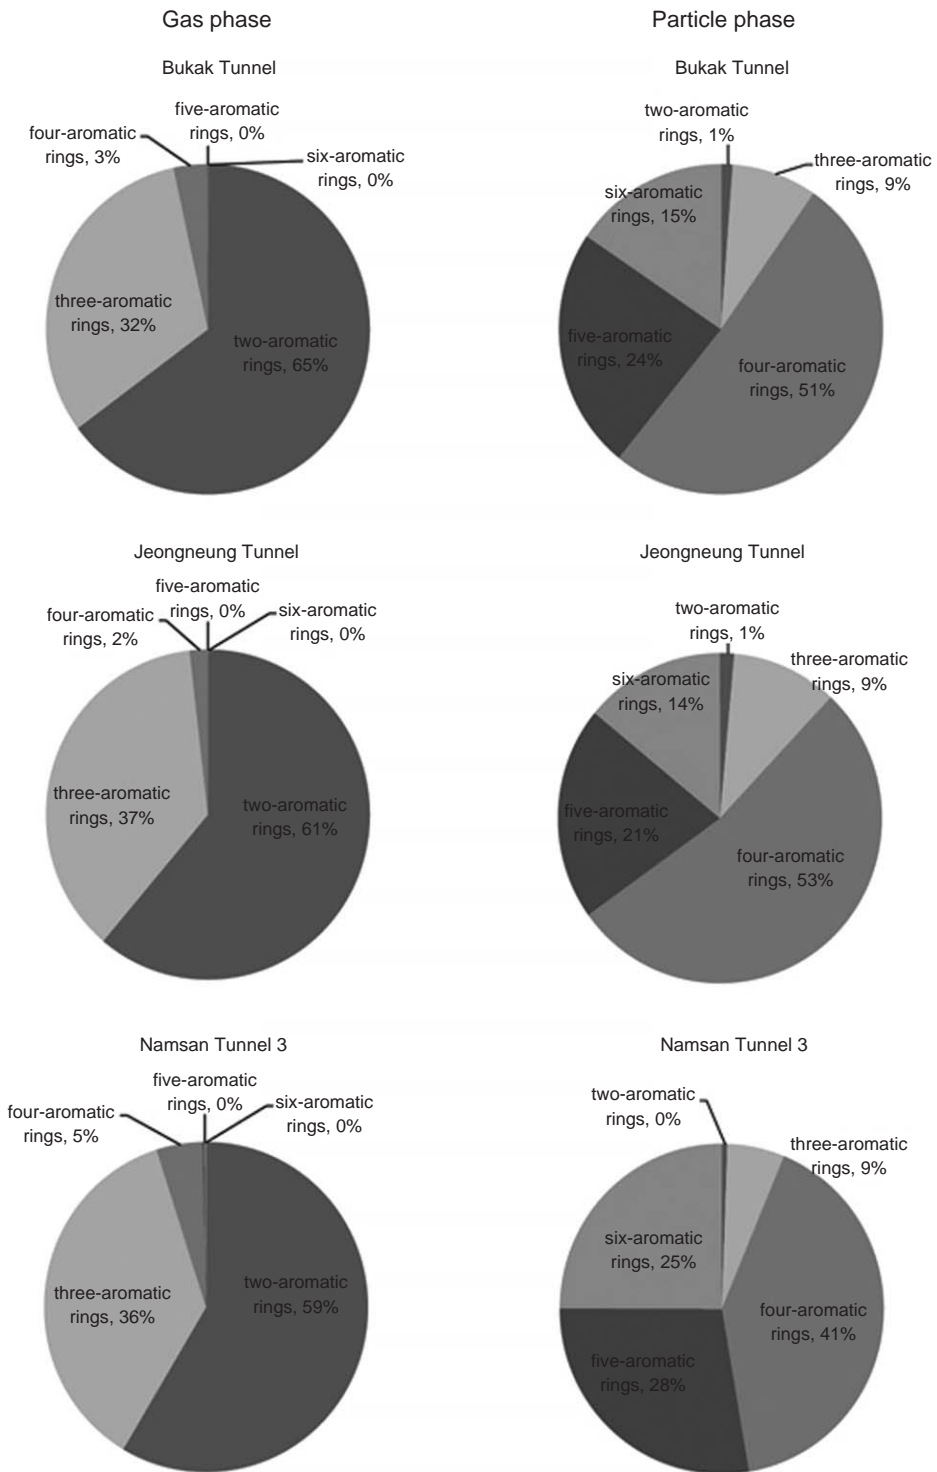 Gas phase
Particle phase
Bukak Tunnel
five-aromatic
rings, 0%
four-aromatic
rings, 3%
six-aromatic
rings, 0%
three-aromatic
rings, 32%
two-aromatic
rings, 65%
Bukak Tunnel
two-aromatic
rings, 1%
three-aromatic
rings, 9%
six-aromatic
rings, 15%
five-aromatic
rings, 24%
four-aromatic
rings, 51%
Jeongneung Tunnel
five-aromatic
rings, 0%
four-aromatic
rings, 2%
six-aromatic
rings, 0%
three-aromatic
rings, 37%
two-aromatic
rings, 61%
Jeongneung Tunnel
two-aromatic
rings, 1%
three-aromatic
rings, 9%
six-aromatic
rings, 14%
five-aromatic
rings, 21%
four-aromatic
rings, 53%
Namsan Tunnel 3
five-aromatic
rings, 0%
four-aromatic
rings, 5%
six-aromatic
rings, 0%
three-aromatic
rings, 36%
two-aromatic
rings, 59%
Namsan Tunnel 3
two-aromatic
rings, 0%
three-aromatic
rings, 9%
six-aromatic
rings, 25%
four-aromatic
rings, 41%
five-aromatic
rings, 28%